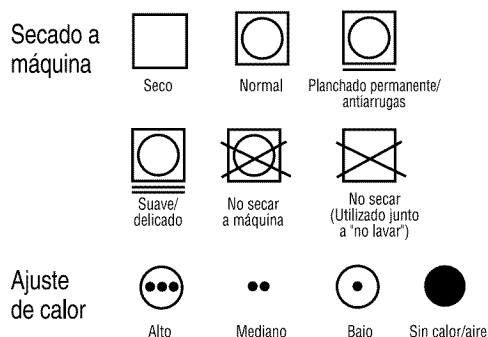 Secado a
máquina
Seco
Normal
Planchado permanente/
antiarrugas
Suave/
delicado
No secar
a máquina
No secar
(Utilizado junto
a "no lavar")
Ajuste
de calor
Alto
Mediano
Bajo
Sin calor/aire